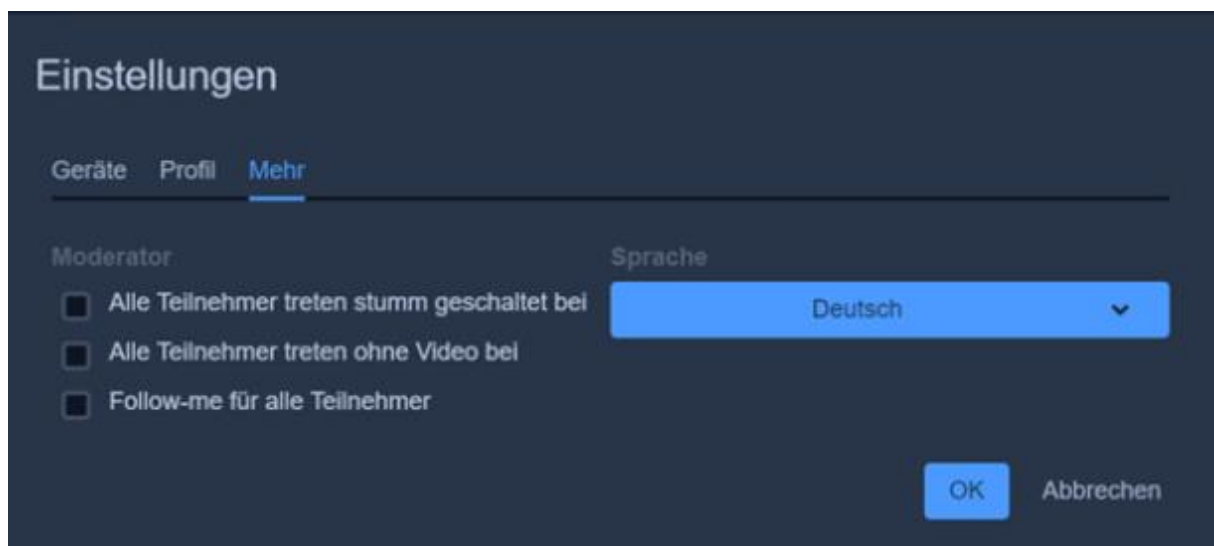 Einstellungen
Geräte Profil Mehr
Moderator
Alle Teilnehmer treten stumm geschaltet bei
Alle Teilnehmer treten ohne Video bei
Follow-me für alle Teilnehmer
Sprache
Deutsch
OK Abbrechen